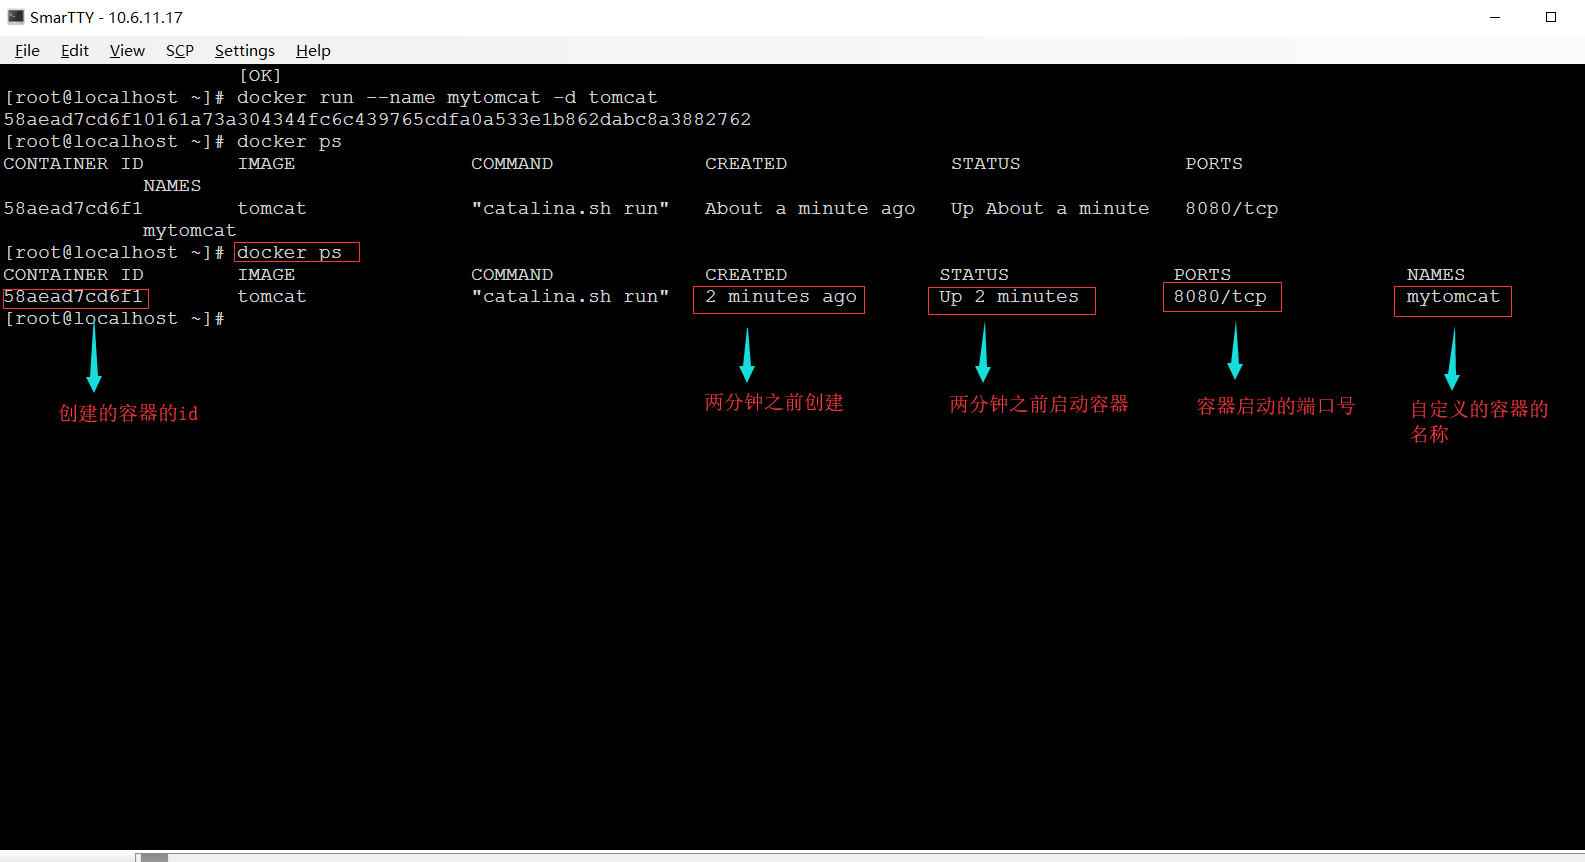 SmarTTY - 10.6.11.17
File Edit View SCP Settings Help
[OK]
[root@localhost ~]# docker run --name mytomcat -d tomcat
58aead7cd6f10161a73a304344fc6c439765cdfa0a533e1b862dabc8a3882762
[root@localhost ~]# docker ps
CONTAINER ID IMAGE COMMAND CREATED STATUS PORTS
NAMES
58aead7cd6f1 tomcat "catalina.sh run" About a minute ago Up About a minute 8080/tcp
mytomcat
[root@localhost ~]# docker ps
CONTAINER ID IMAGE COMMAND CREATED STATUS PORTS NAMES
58aead7cd6f1 tomcat "catalina.sh run" 2 minutes ago Up 2 minutes 8080/tcp mytomcat
[root@localhost ~]#
创建的容器的id 两分钟之前创建 两分钟之前启动容器 容器启动的端口号 自定义的容器的
名称